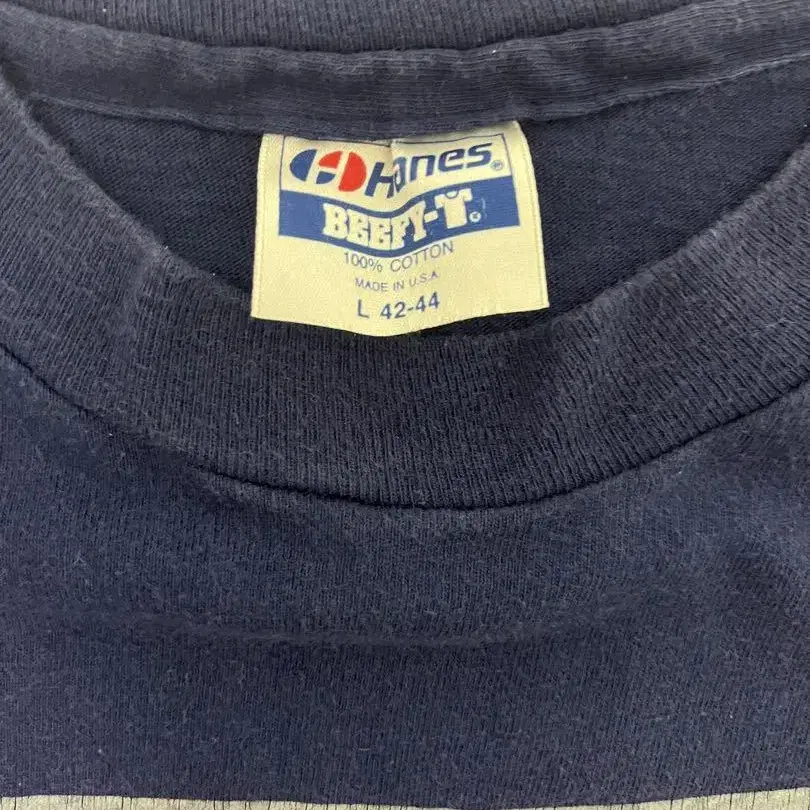 Hanes®
BEEFY-T®
100% COTTON
MADE IN U.S.A
L 42-44